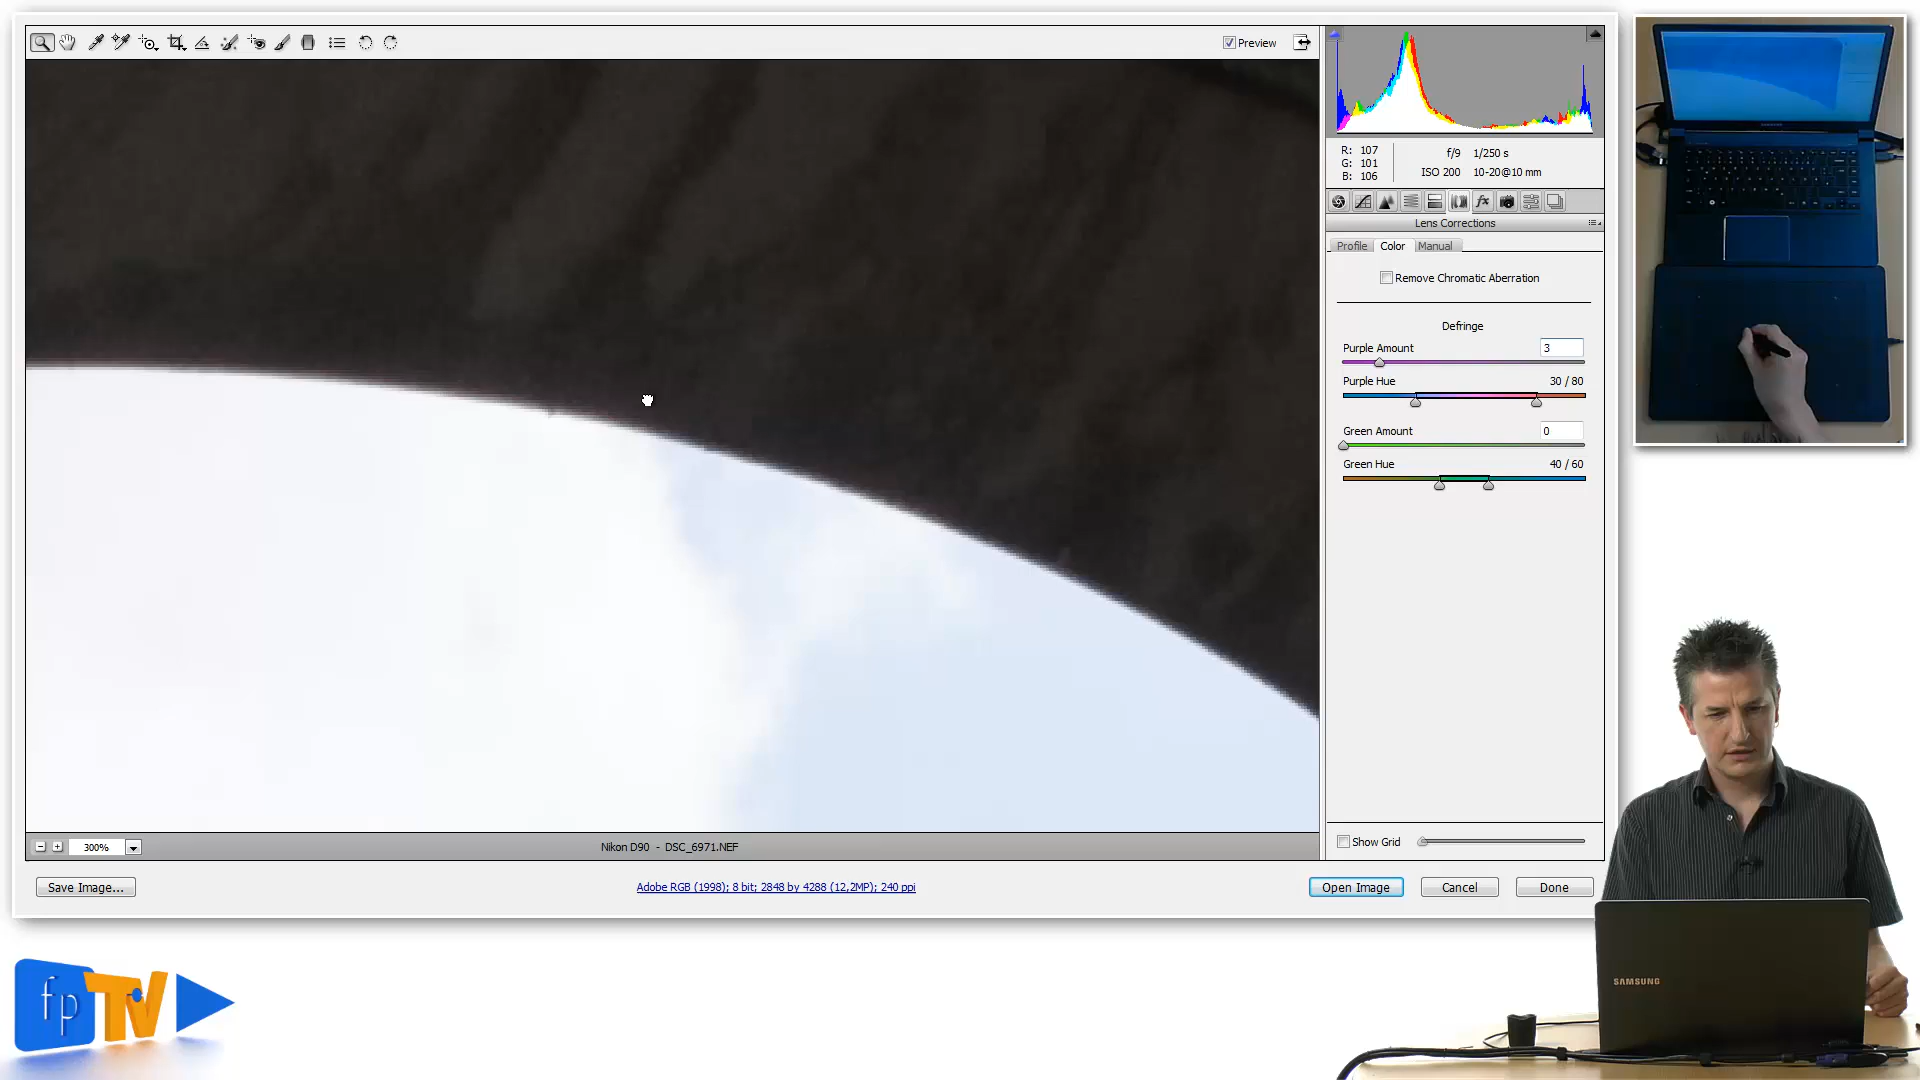 Preview
R: 107
G: 101
B: 106
f/9 1/250 s
ISO 200 10-20@10 mm
fx
Lens Corrections
Profile Color Manual
Remove Chromatic Aberration
Defringe
Purple Amount 3
Purple Hue 30 / 80
Green Amount 0
Green Hue 40 / 60
Show Grid
300%
Nikon D90 - DSC_6971.NEF
Save Image...
Adobe RGB (1998); 8 bit; 2848 by 4288 (12,2MP); 240 ppi
Open Image Cancel Done
SAMSUNG
fp TV